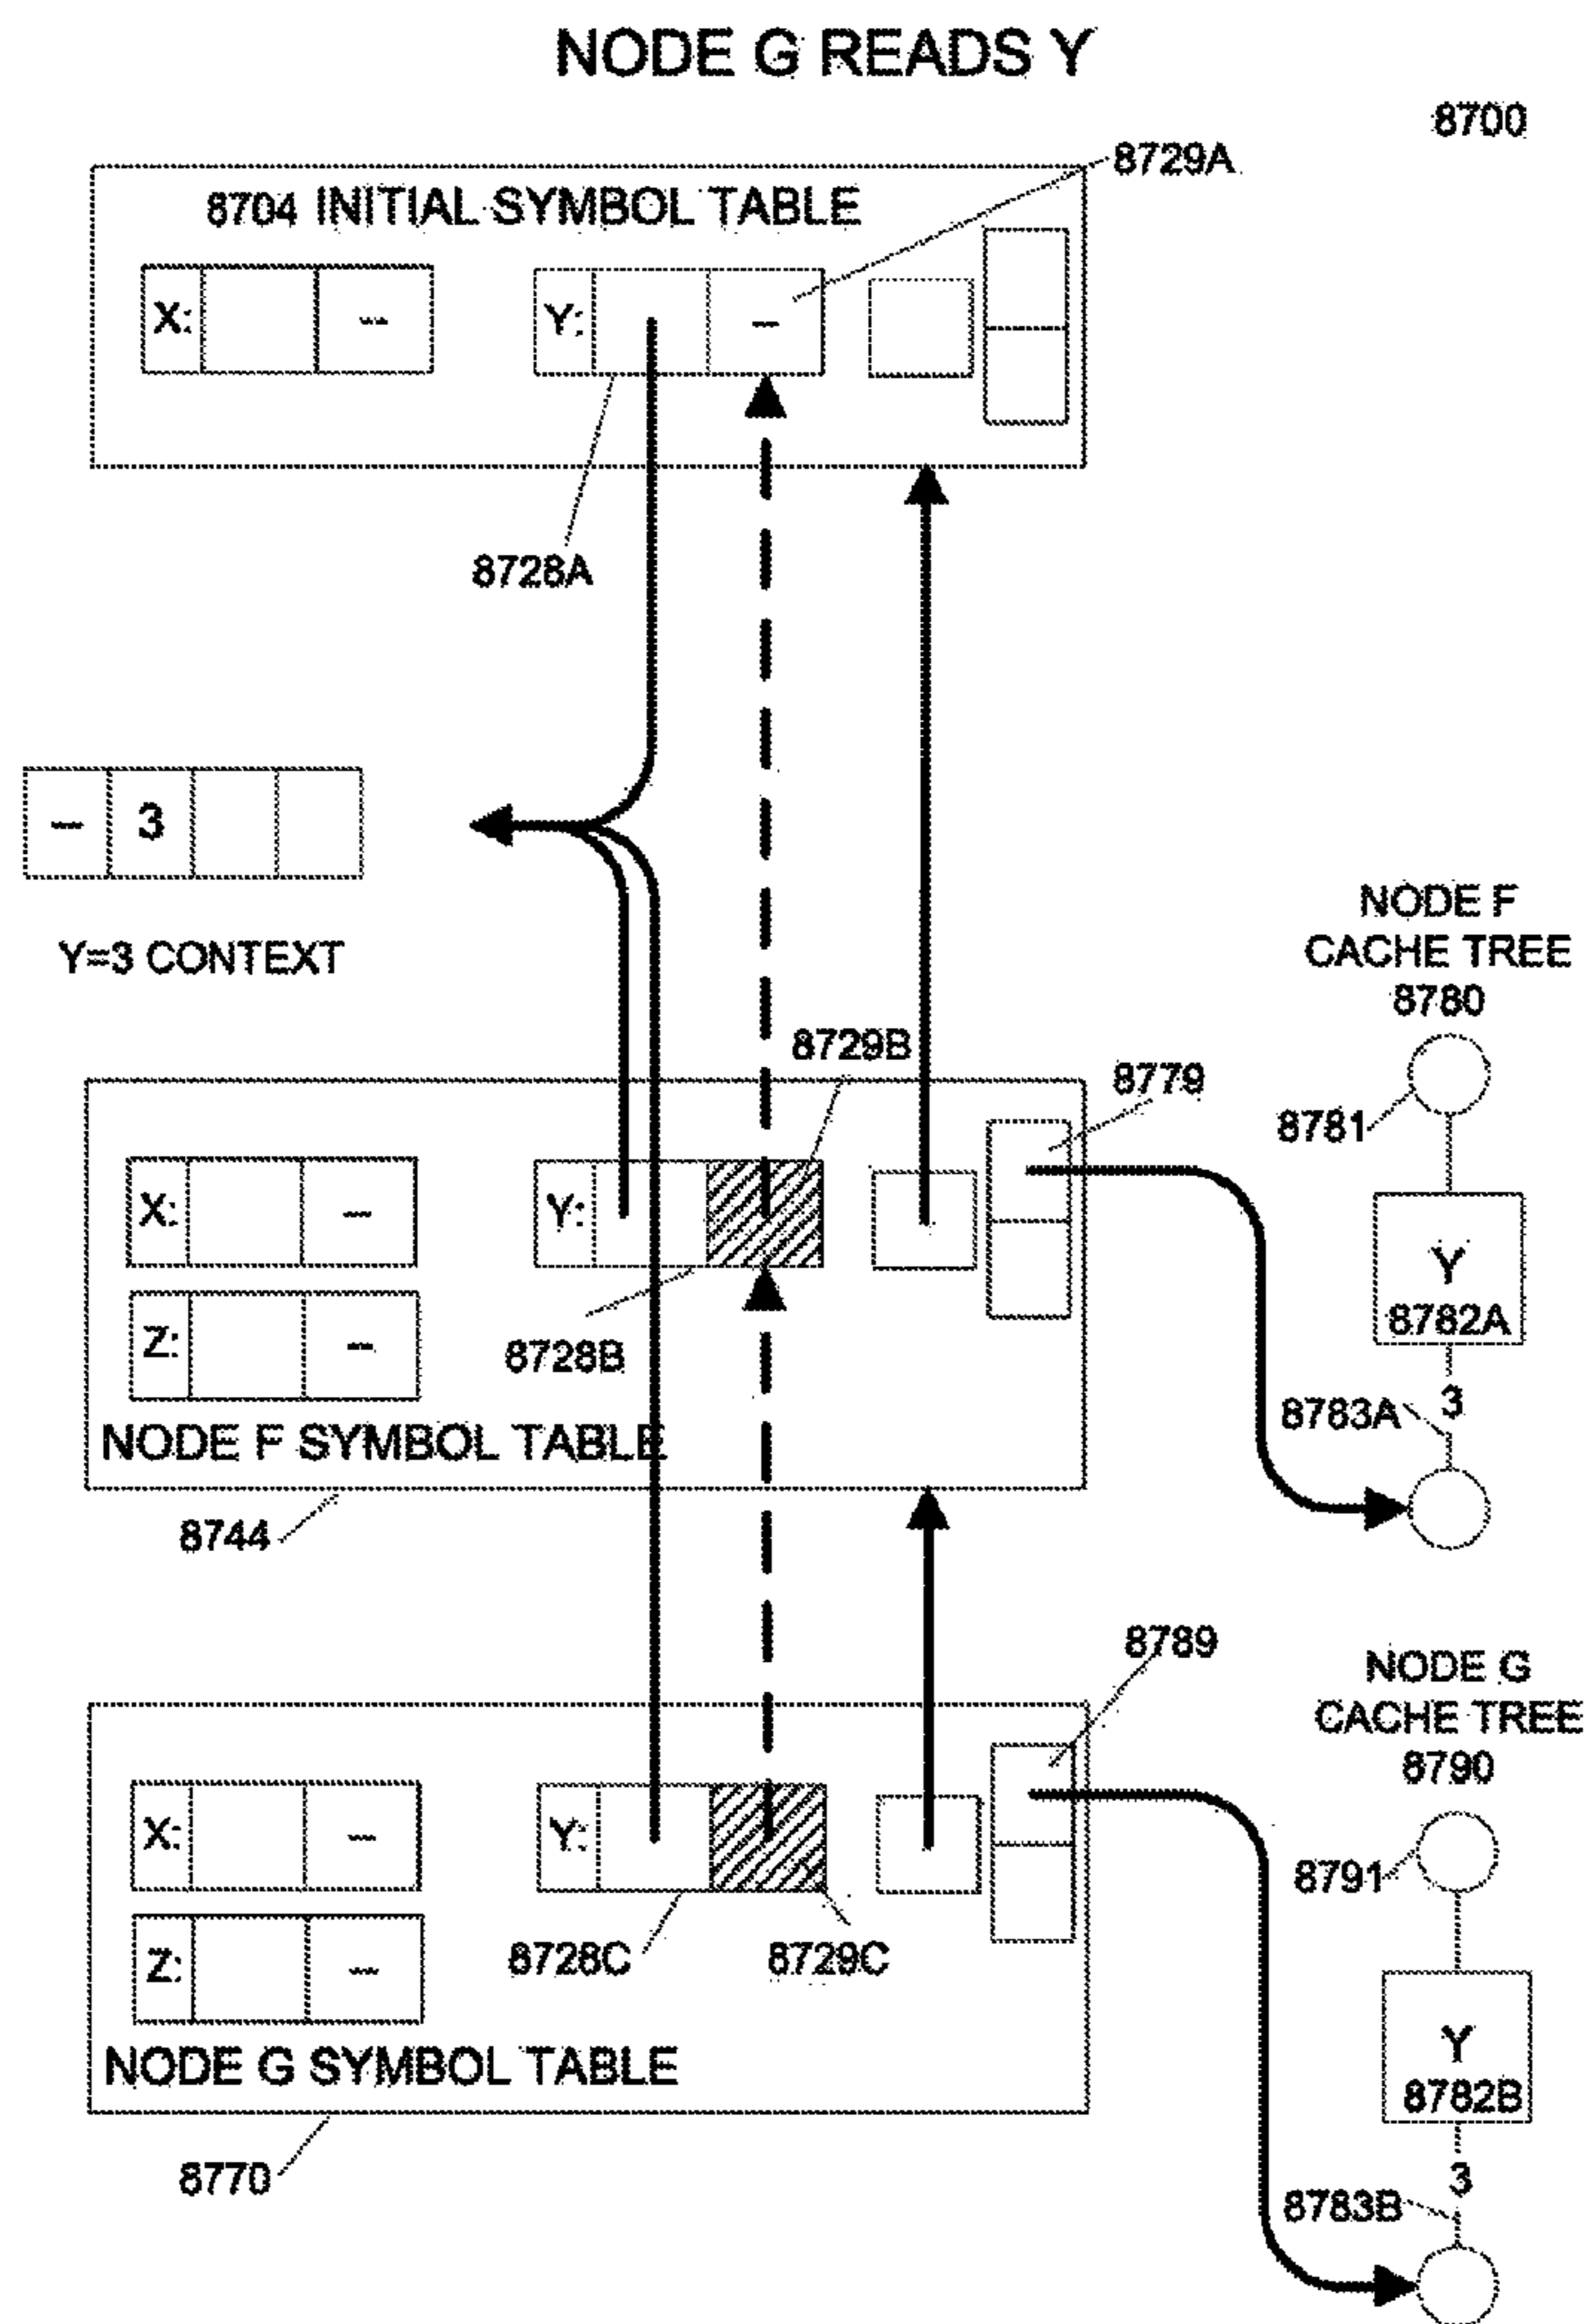 NODE G READS Y
8700
8729A
8704 INITIAL SYMBOL TABLE
X: – Y: –
8728A
– 3
Y=3 CONTEXT
NODE F
CACHE TREE
8780
8729B
8779
8781
X: – Y:
Y
8782A
Z: –
8728B
3
8783A
NODE F SYMBOL TABLE
8744
8789
NODE G
CACHE TREE
8790
X: – Y:
8791
8728C 8729C
Z: –
Y
8782B
NODE G SYMBOL TABLE
8770
3
8783B